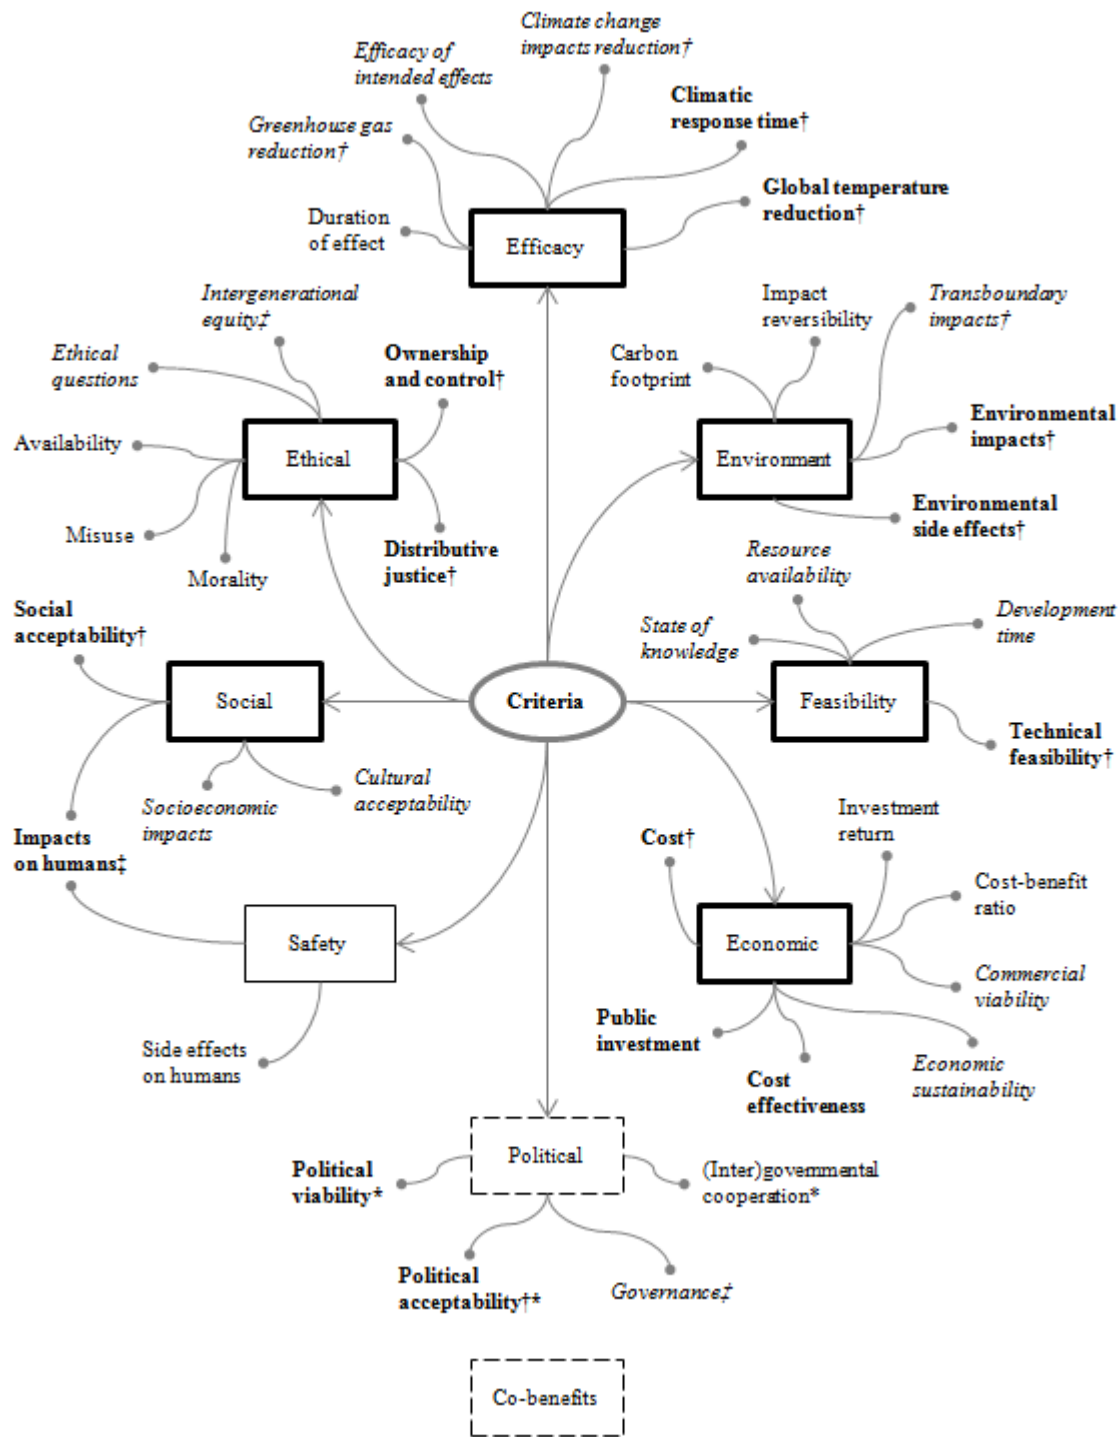 Climate change
impacts reduction†
Efficacy of
intended effects
Climatic
response time†
Greenhouse gas
reduction†
Global temperature
reduction†
Duration
of effect
Efficacy
Intergenerational
equity‡
Impact
reversibility
Transboundary
impacts†
Ethical
questions
Ownership
and control†
Carbon
footprint
Availability
Ethical
Environment
Environmental
impacts†
Misuse
Morality
Distributive
justice†
Environmental
side effects†
Resource
availability
Social
acceptability†
State of
knowledge
Development
time
Social
Criteria
Feasibility
Technical
feasibility†
Socioeconomic
impacts
Cultural
acceptability
Impacts
on humans‡
Cost†
Investment
return
Cost-benefit
ratio
Safety
Economic
Commercial
viability
Side effects
on humans
Public
investment
Cost
effectiveness
Economic
sustainability
Political
Political
viability*
(Inter)governmental
cooperation*
Political
acceptability†*
Governance‡
Co-benefits